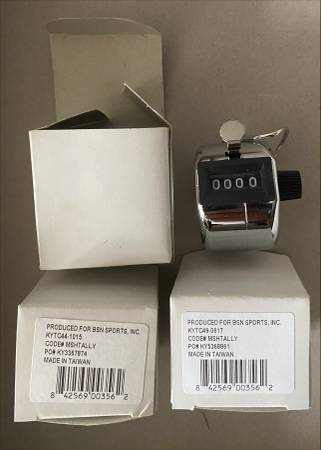 0000
PRODUCED FOR BSN SPORTS, INC.
KYTC44-1015
CODE# MSHTALLY
PO# KY3367874
MADE IN TAIWAN
8 42569 00356 2
PRODUCED FOR BSN SPORTS, INC.
KYTC49-0817
CODE# MSHTALLY
PO# KY5368861
MADE IN TAIWAN
8 42569 00356 2